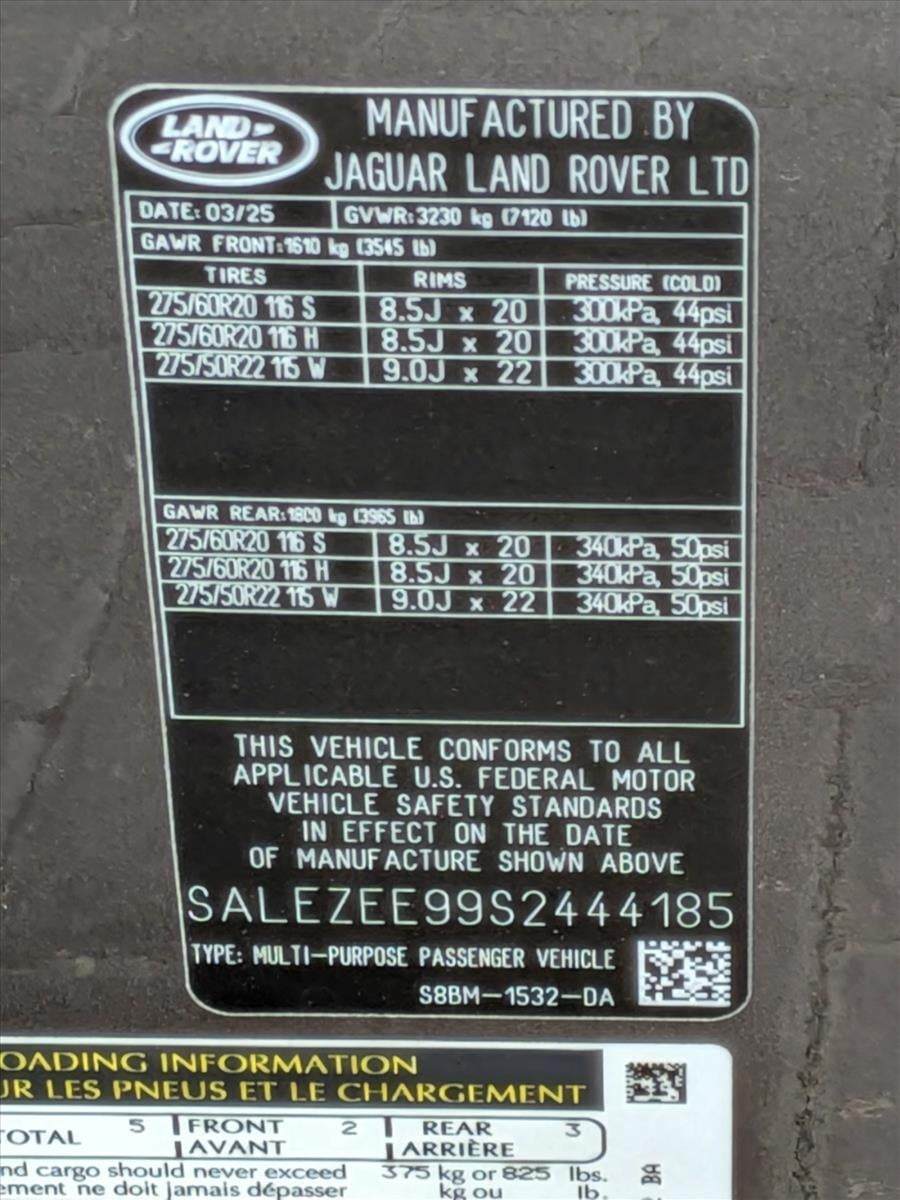 LAND
ROVER
MANUFACTURED BY
JAGUAR LAND ROVER LTD
DATE: 03/25 GVWR: 3230 kg (7120 lb)
GAWR FRONT: 1610 kg (3545 lb)
TIRES RIMS PRESSURE (COLD)
275/60R20 116 S 8.5J x 20 300kPa, 44psi
275/60R20 116 H 8.5J x 20 300kPa, 44psi
275/50R22 115 W 9.0J x 22 300kPa, 44psi
GAWR REAR: 1800 kg (3965 lb)
275/60R20 116 S 8.5J x 20 340kPa, 50psi
275/60R20 116 H 8.5J x 20 340kPa, 50psi
275/50R22 115 W 9.0J x 22 340kPa, 50psi
THIS VEHICLE CONFORMS TO ALL
APPLICABLE U.S. FEDERAL MOTOR
VEHICLE SAFETY STANDARDS
IN EFFECT ON THE DATE
OF MANUFACTURE SHOWN ABOVE
SALEZEE99S2444185
TYPE: MULTI-PURPOSE PASSENGER VEHICLE
S8BM-1532-DA
OADING INFORMATION
UR LES PNEUS ET LE CHARGEMENT
TOTAL 5 FRONT 2 REAR 3
AVANT ARRIÈRE
nd cargo should never exceed 375 kg or 825 lbs.
ement ne doit jamais dépasser kg ou lb.
BA